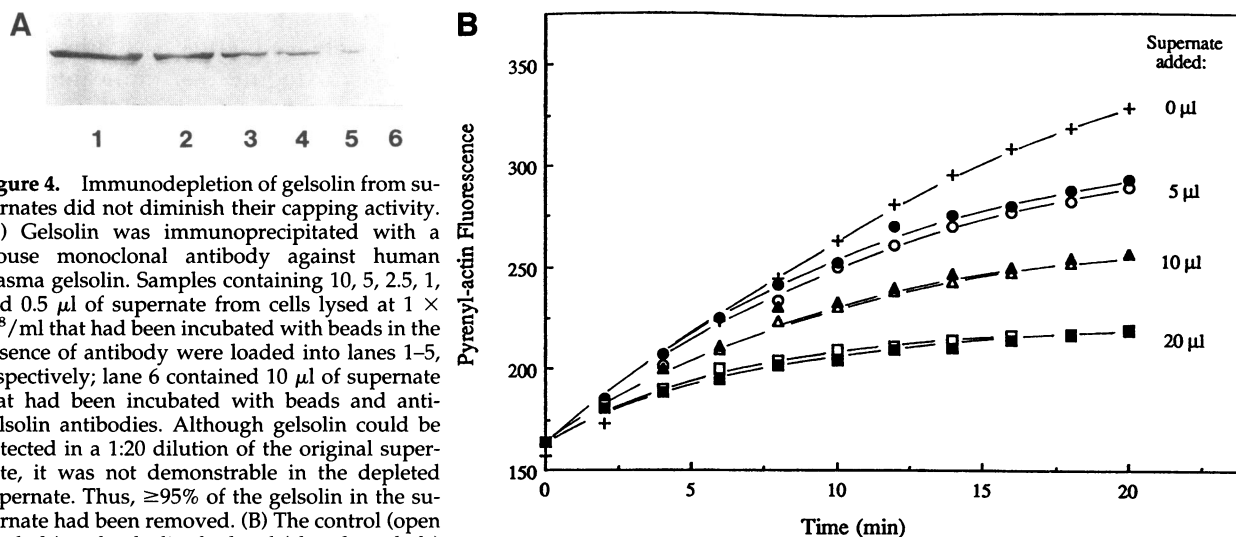 A
1 2 3 4 5 6
gure 4. Immunodepletion of gelsolin from su-
rnates did not diminish their capping activity.
) Gelsolin was immunoprecipitated with a
ouse monoclonal antibody against human
asma gelsolin. Samples containing 10, 5, 2.5, 1,
d 0.5 μl of supernate from cells lysed at 1 ×
⁸/ml that had been incubated with beads in the
sence of antibody were loaded into lanes 1–5,
spectively; lane 6 contained 10 μl of supernate
at had been incubated with beads and anti-
lsolin antibodies. Although gelsolin could be
tected in a 1:20 dilution of the original super-
te, it was not demonstrable in the depleted
pernate. Thus, ≥95% of the gelsolin in the su-
rnate had been removed. (B) The control (open
B
Pyrenyl-actin Fluorescence
350
300
250
200
150
0 5 10 15 20
Time (min)
Supernate
added:
0 μl
5 μl
10 μl
20 μl